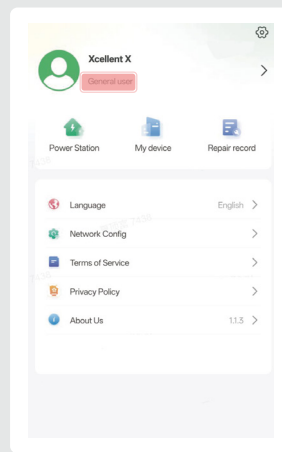 Xcellent X
General user
Power Station
My device
Repair record
Language
English
Network Config
Terms of Service
Privacy Policy
About Us
1.1.3